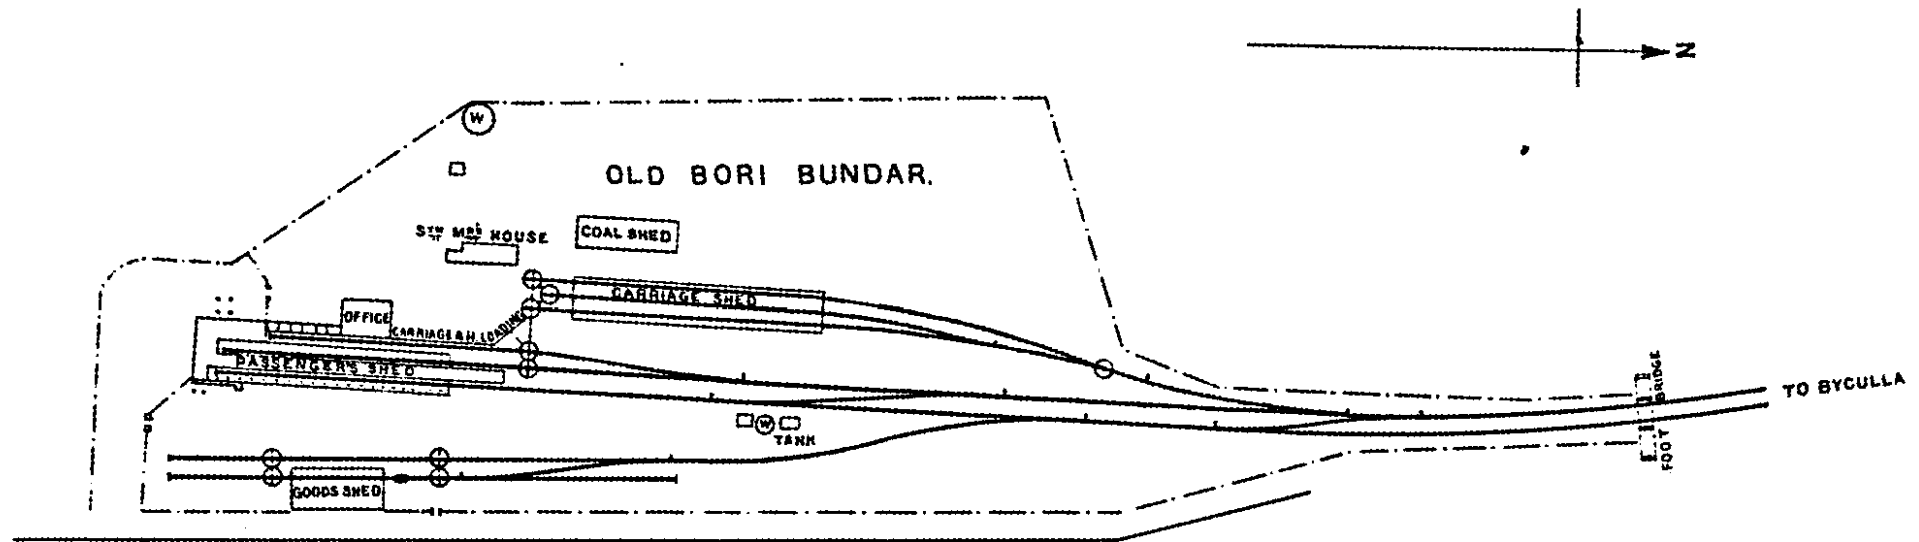 N
W
OLD BORI BUNDAR.
STN MRS HOUSE
COAL SHED
CARRIAGE SHED
OFFICE
CARRIAGE & H. LOADING
PASSENGERS SHED
TO BYCULLA
FOOT BRIDGE
W
TANK
GOODS SHED